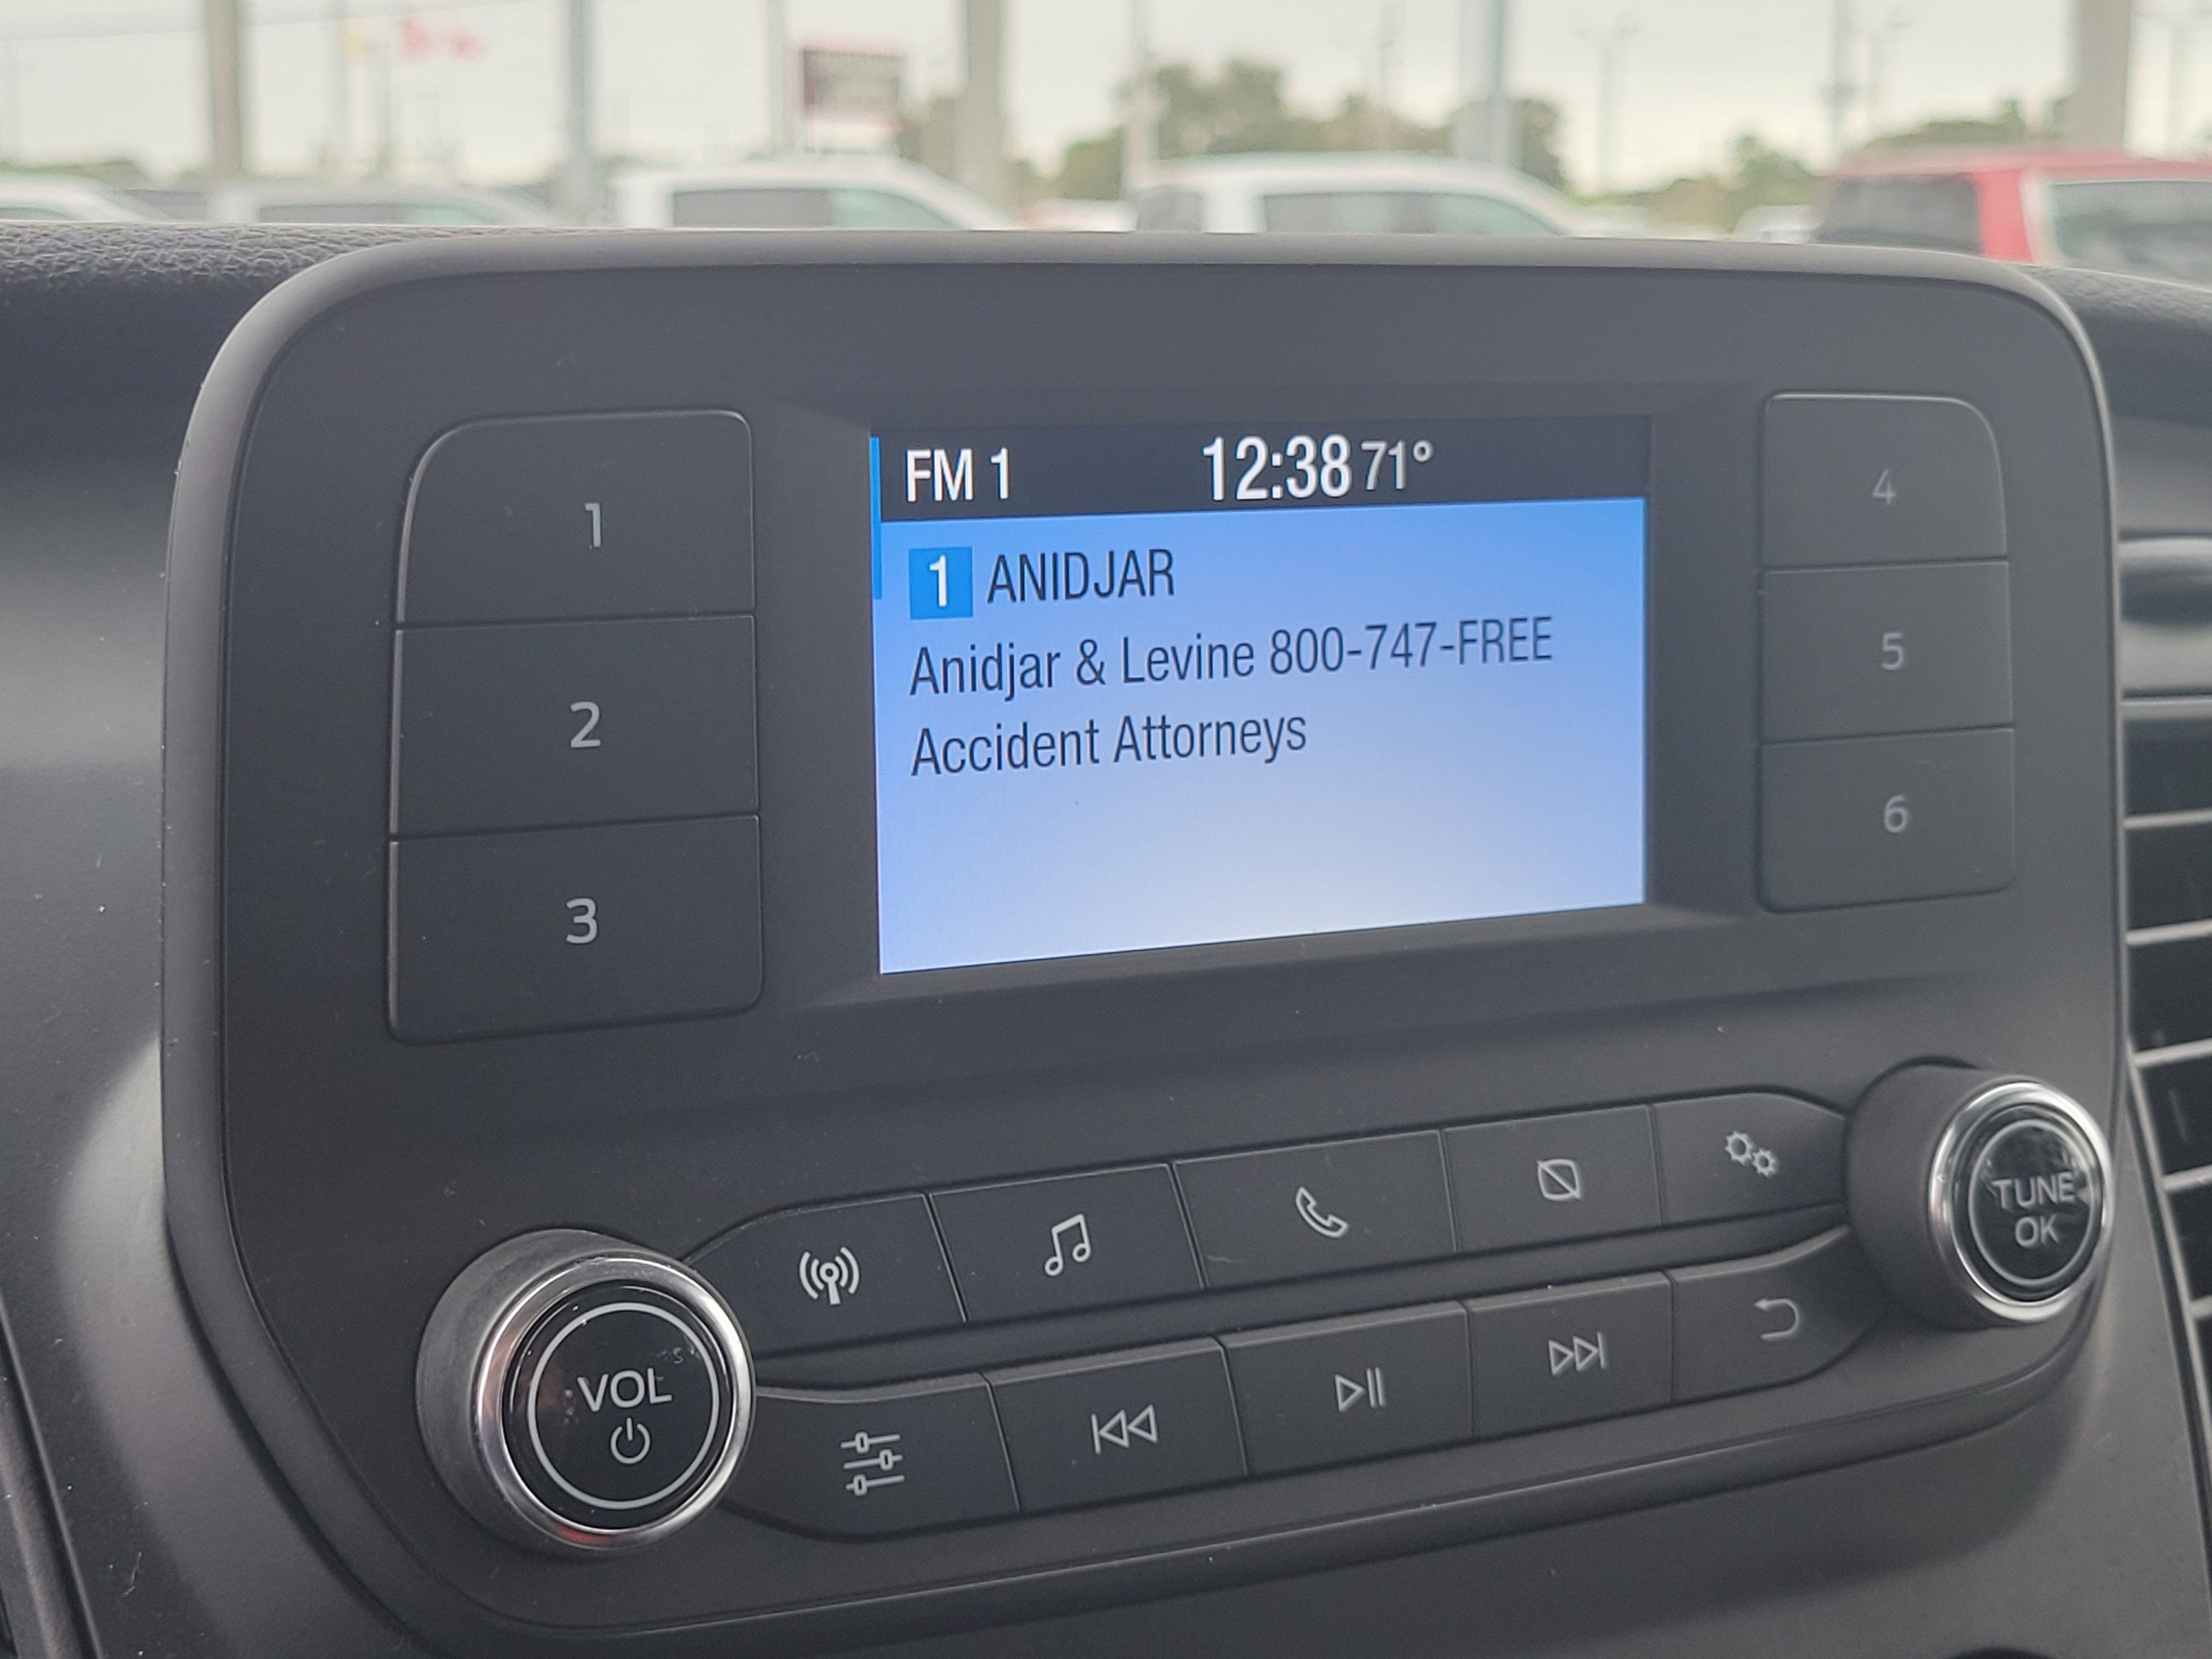 FM 1 12:38 71°
1 ANIDJAR
Anidjar & Levine 800-747-FREE
Accident Attorneys
1
2
3
4
5
6
VOL
TUNE
OK